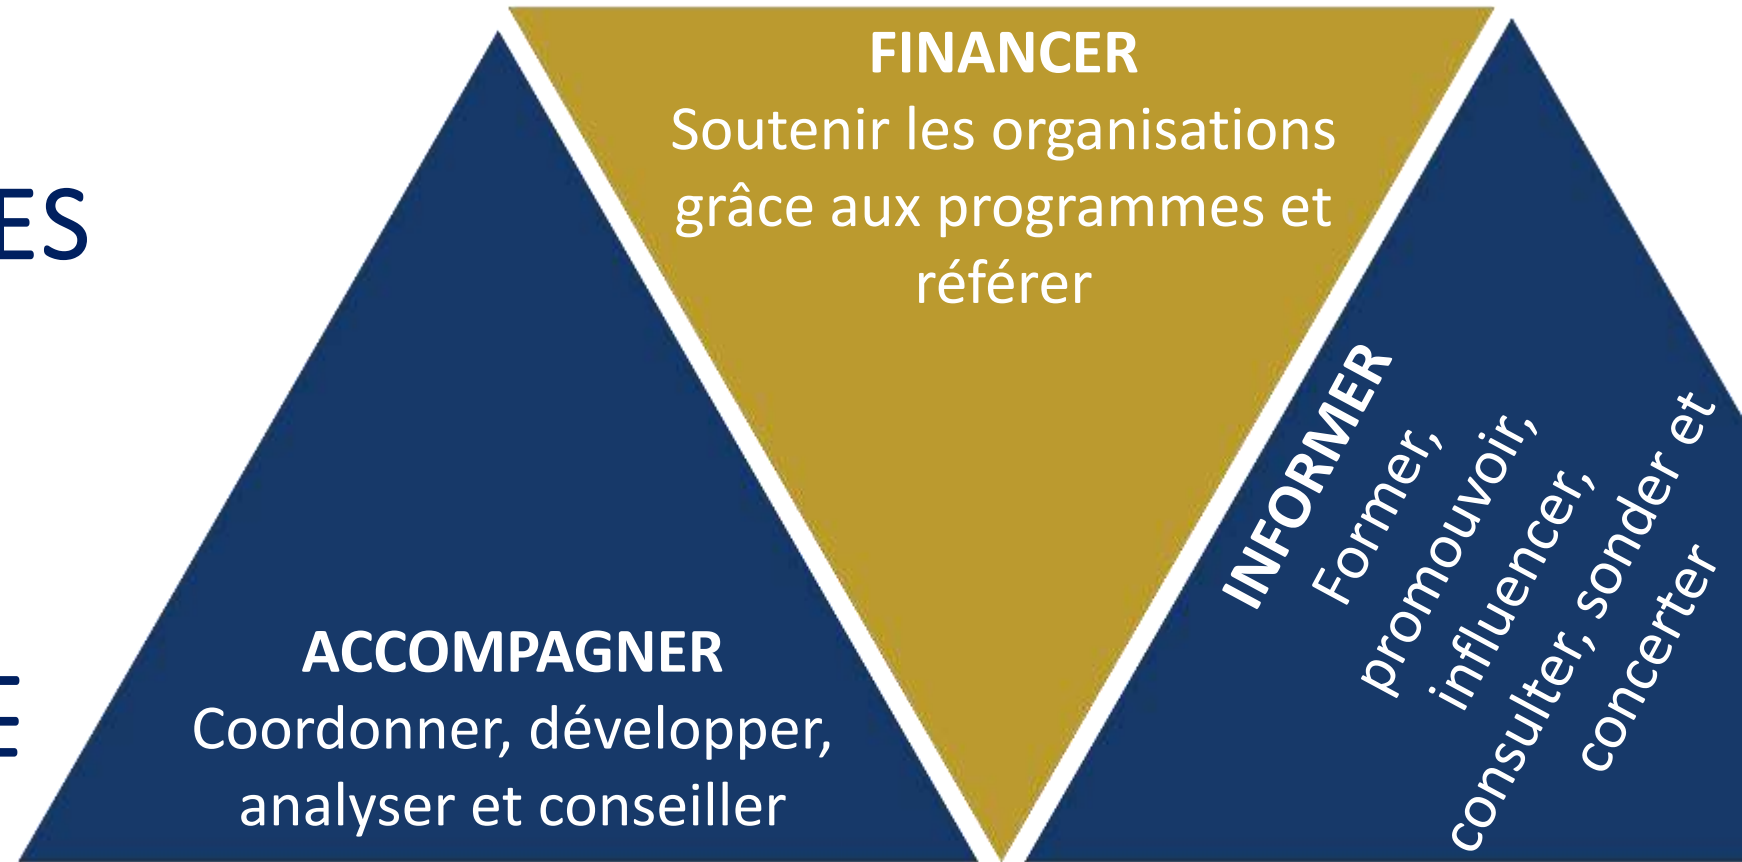 ES
E
FINANCER
Soutenir les organisations
grâce aux programmes et
référer
ACCOMPAGNER
Coordonner, développer,
analyser et conseiller
INFORMER
Former,
promouvoir,
influencer,
consulter, sonder et
concerter